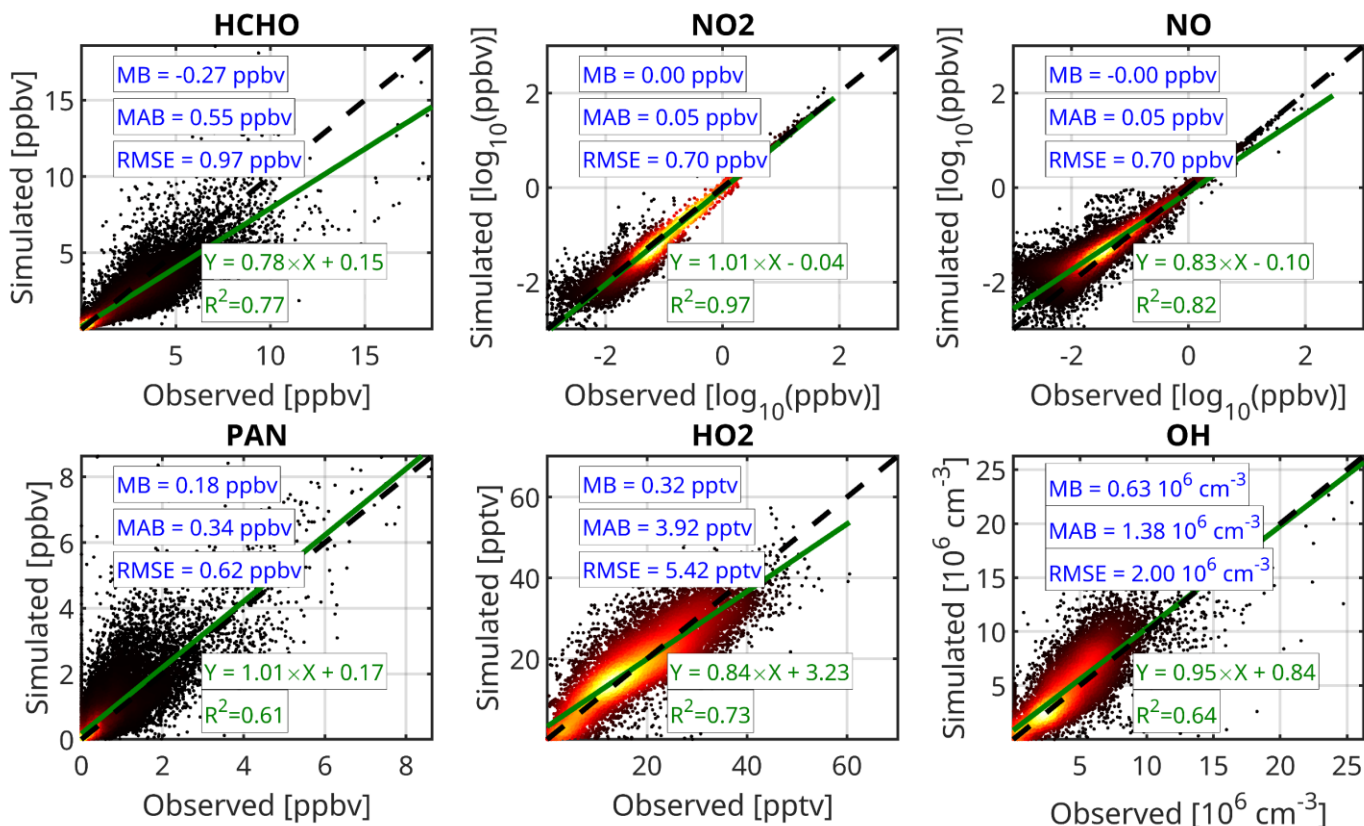 HCHO
Simulated [ppbv]
15
10
5
MB = -0.27 ppbv
MAB = 0.55 ppbv
RMSE = 0.97 ppbv
Y = 0.78×X + 0.15
R²=0.77
5 10 15
Observed [ppbv]
NO2
Simulated [log₁₀(ppbv)]
2
0
-2
MB = 0.00 ppbv
MAB = 0.05 ppbv
RMSE = 0.70 ppbv
Y = 1.01×X - 0.04
R²=0.97
-2 0 2
Observed [log₁₀(ppbv)]
NO
Simulated [log₁₀(ppbv)]
2
0
-2
MB = -0.00 ppbv
MAB = 0.05 ppbv
RMSE = 0.70 ppbv
Y = 0.83×X - 0.10
R²=0.82
-2 0 2
Observed [log₁₀(ppbv)]
PAN
Simulated [ppbv]
8
6
4
2
0
MB = 0.18 ppbv
MAB = 0.34 ppbv
RMSE = 0.62 ppbv
Y = 1.01×X + 0.17
R²=0.61
0 2 4 6 8
Observed [ppbv]
HO2
Simulated [pptv]
60
40
20
MB = 0.32 pptv
MAB = 3.92 pptv
RMSE = 5.42 pptv
Y = 0.84×X + 3.23
R²=0.73
20 40 60
Observed [pptv]
OH
Simulated [10⁶ cm⁻³]
25
20
15
10
5
MB = 0.63 10⁶ cm⁻³
MAB = 1.38 10⁶ cm⁻³
RMSE = 2.00 10⁶ cm⁻³
Y = 0.95×X + 0.84
R²=0.64
5 10 15 20 25
Observed [10⁶ cm⁻³]